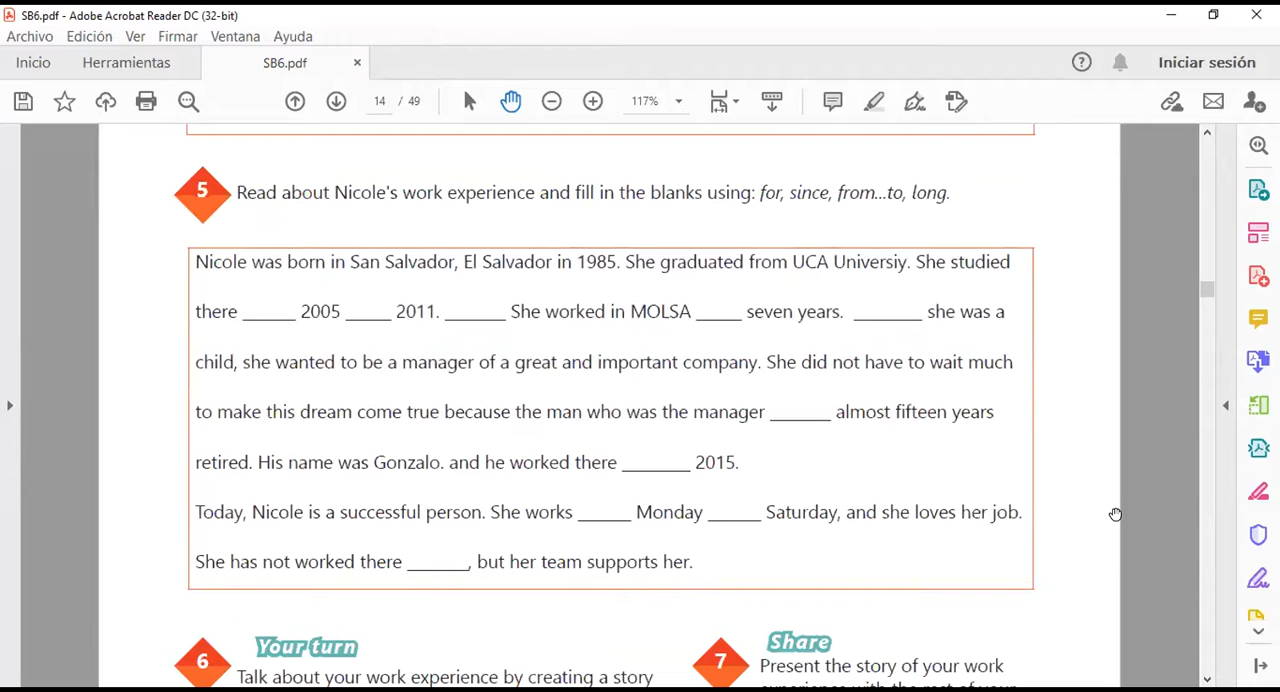 SB6.pdf - Adobe Acrobat Reader DC (32-bit)
Archivo Edición Ver Firmar Ventana Ayuda
Inicio Herramientas SB6.pdf × Iniciar sesión
14 / 49 117%
5 Read about Nicole's work experience and fill in the blanks using: for, since, from...to, long.
Nicole was born in San Salvador, El Salvador in 1985. She graduated from UCA Universiy. She studied
there ______ 2005 _____ 2011. _______ She worked in MOLSA _____ seven years. ________ she was a
child, she wanted to be a manager of a great and important company. She did not have to wait much
to make this dream come true because the man who was the manager _______ almost fifteen years
retired. His name was Gonzalo. and he worked there ________ 2015.
Today, Nicole is a successful person. She works ______ Monday ______ Saturday, and she loves her job.
She has not worked there _______, but her team supports her.
6 Your turn
Talk about your work experience by creating a story
7 Share
Present the story of your work
experience with the rest of your